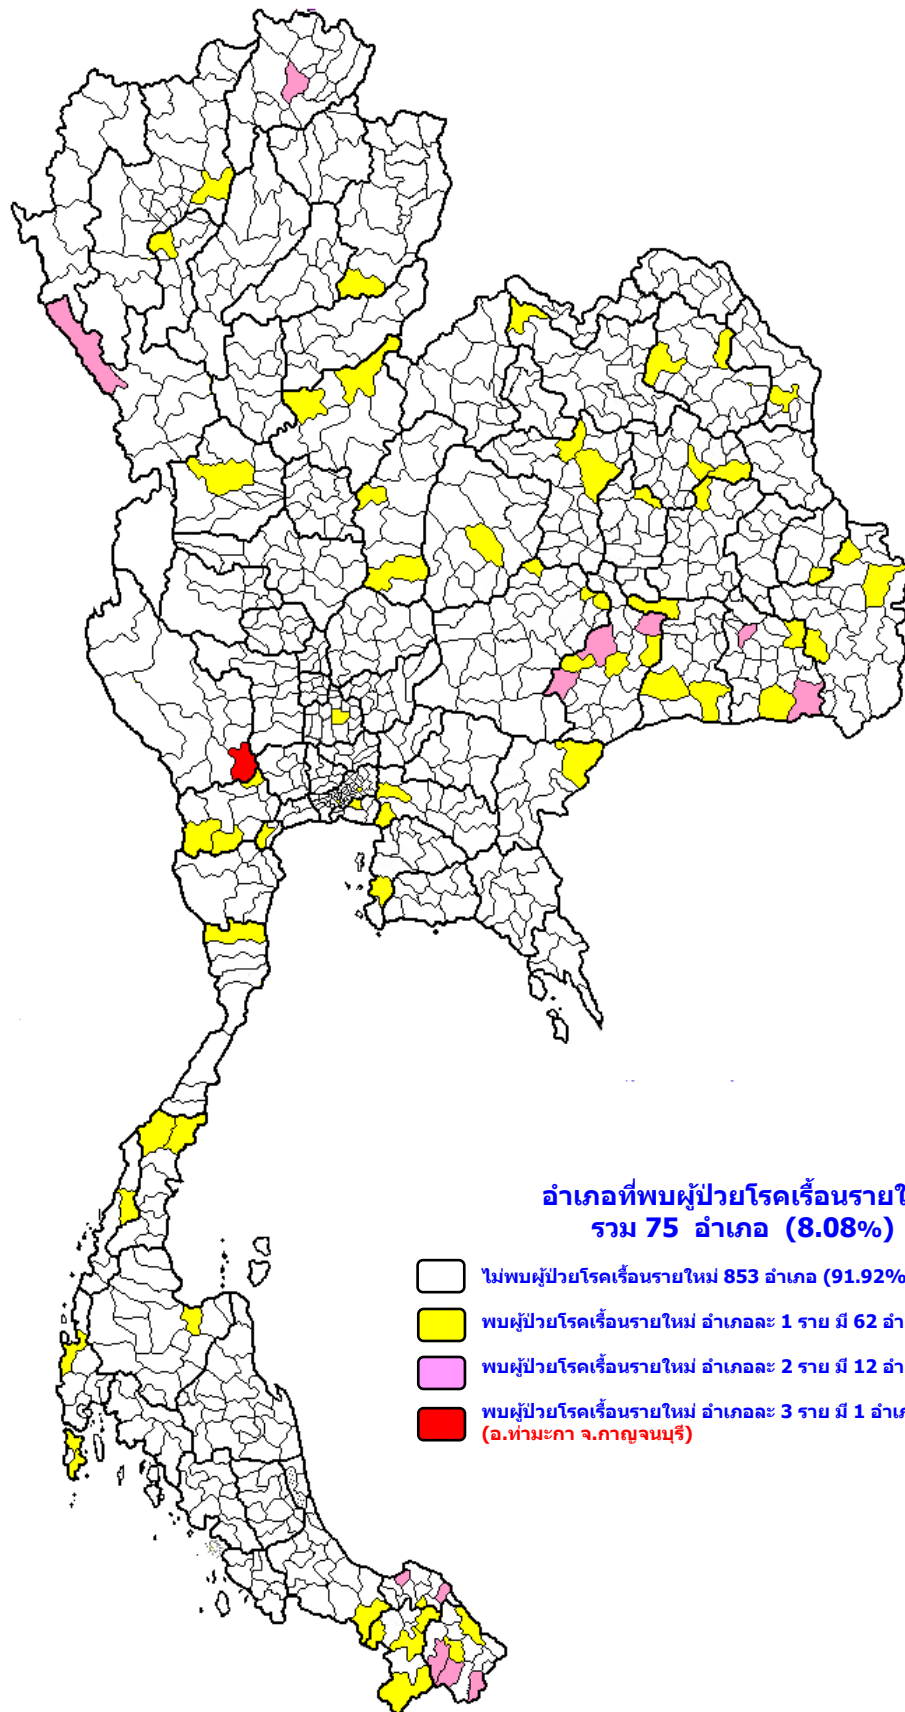 อำเภอที่พบผู้ป่วยโรคเรื้อนรายให
รวม 75 อำเภอ (8.08%)
ไม่พบผู้ป่วยโรคเรื้อนรายใหม่ 853 อำเภอ (91.92%
พบผู้ป่วยโรคเรื้อนรายใหม่ อำเภอละ 1 ราย มี 62 อำ
พบผู้ป่วยโรคเรื้อนรายใหม่ อำเภอละ 2 ราย มี 12 อำ
พบผู้ป่วยโรคเรื้อนรายใหม่ อำเภอละ 3 ราย มี 1 อำเภ
(อ.ท่ามะกา จ.กาญจนบุรี)